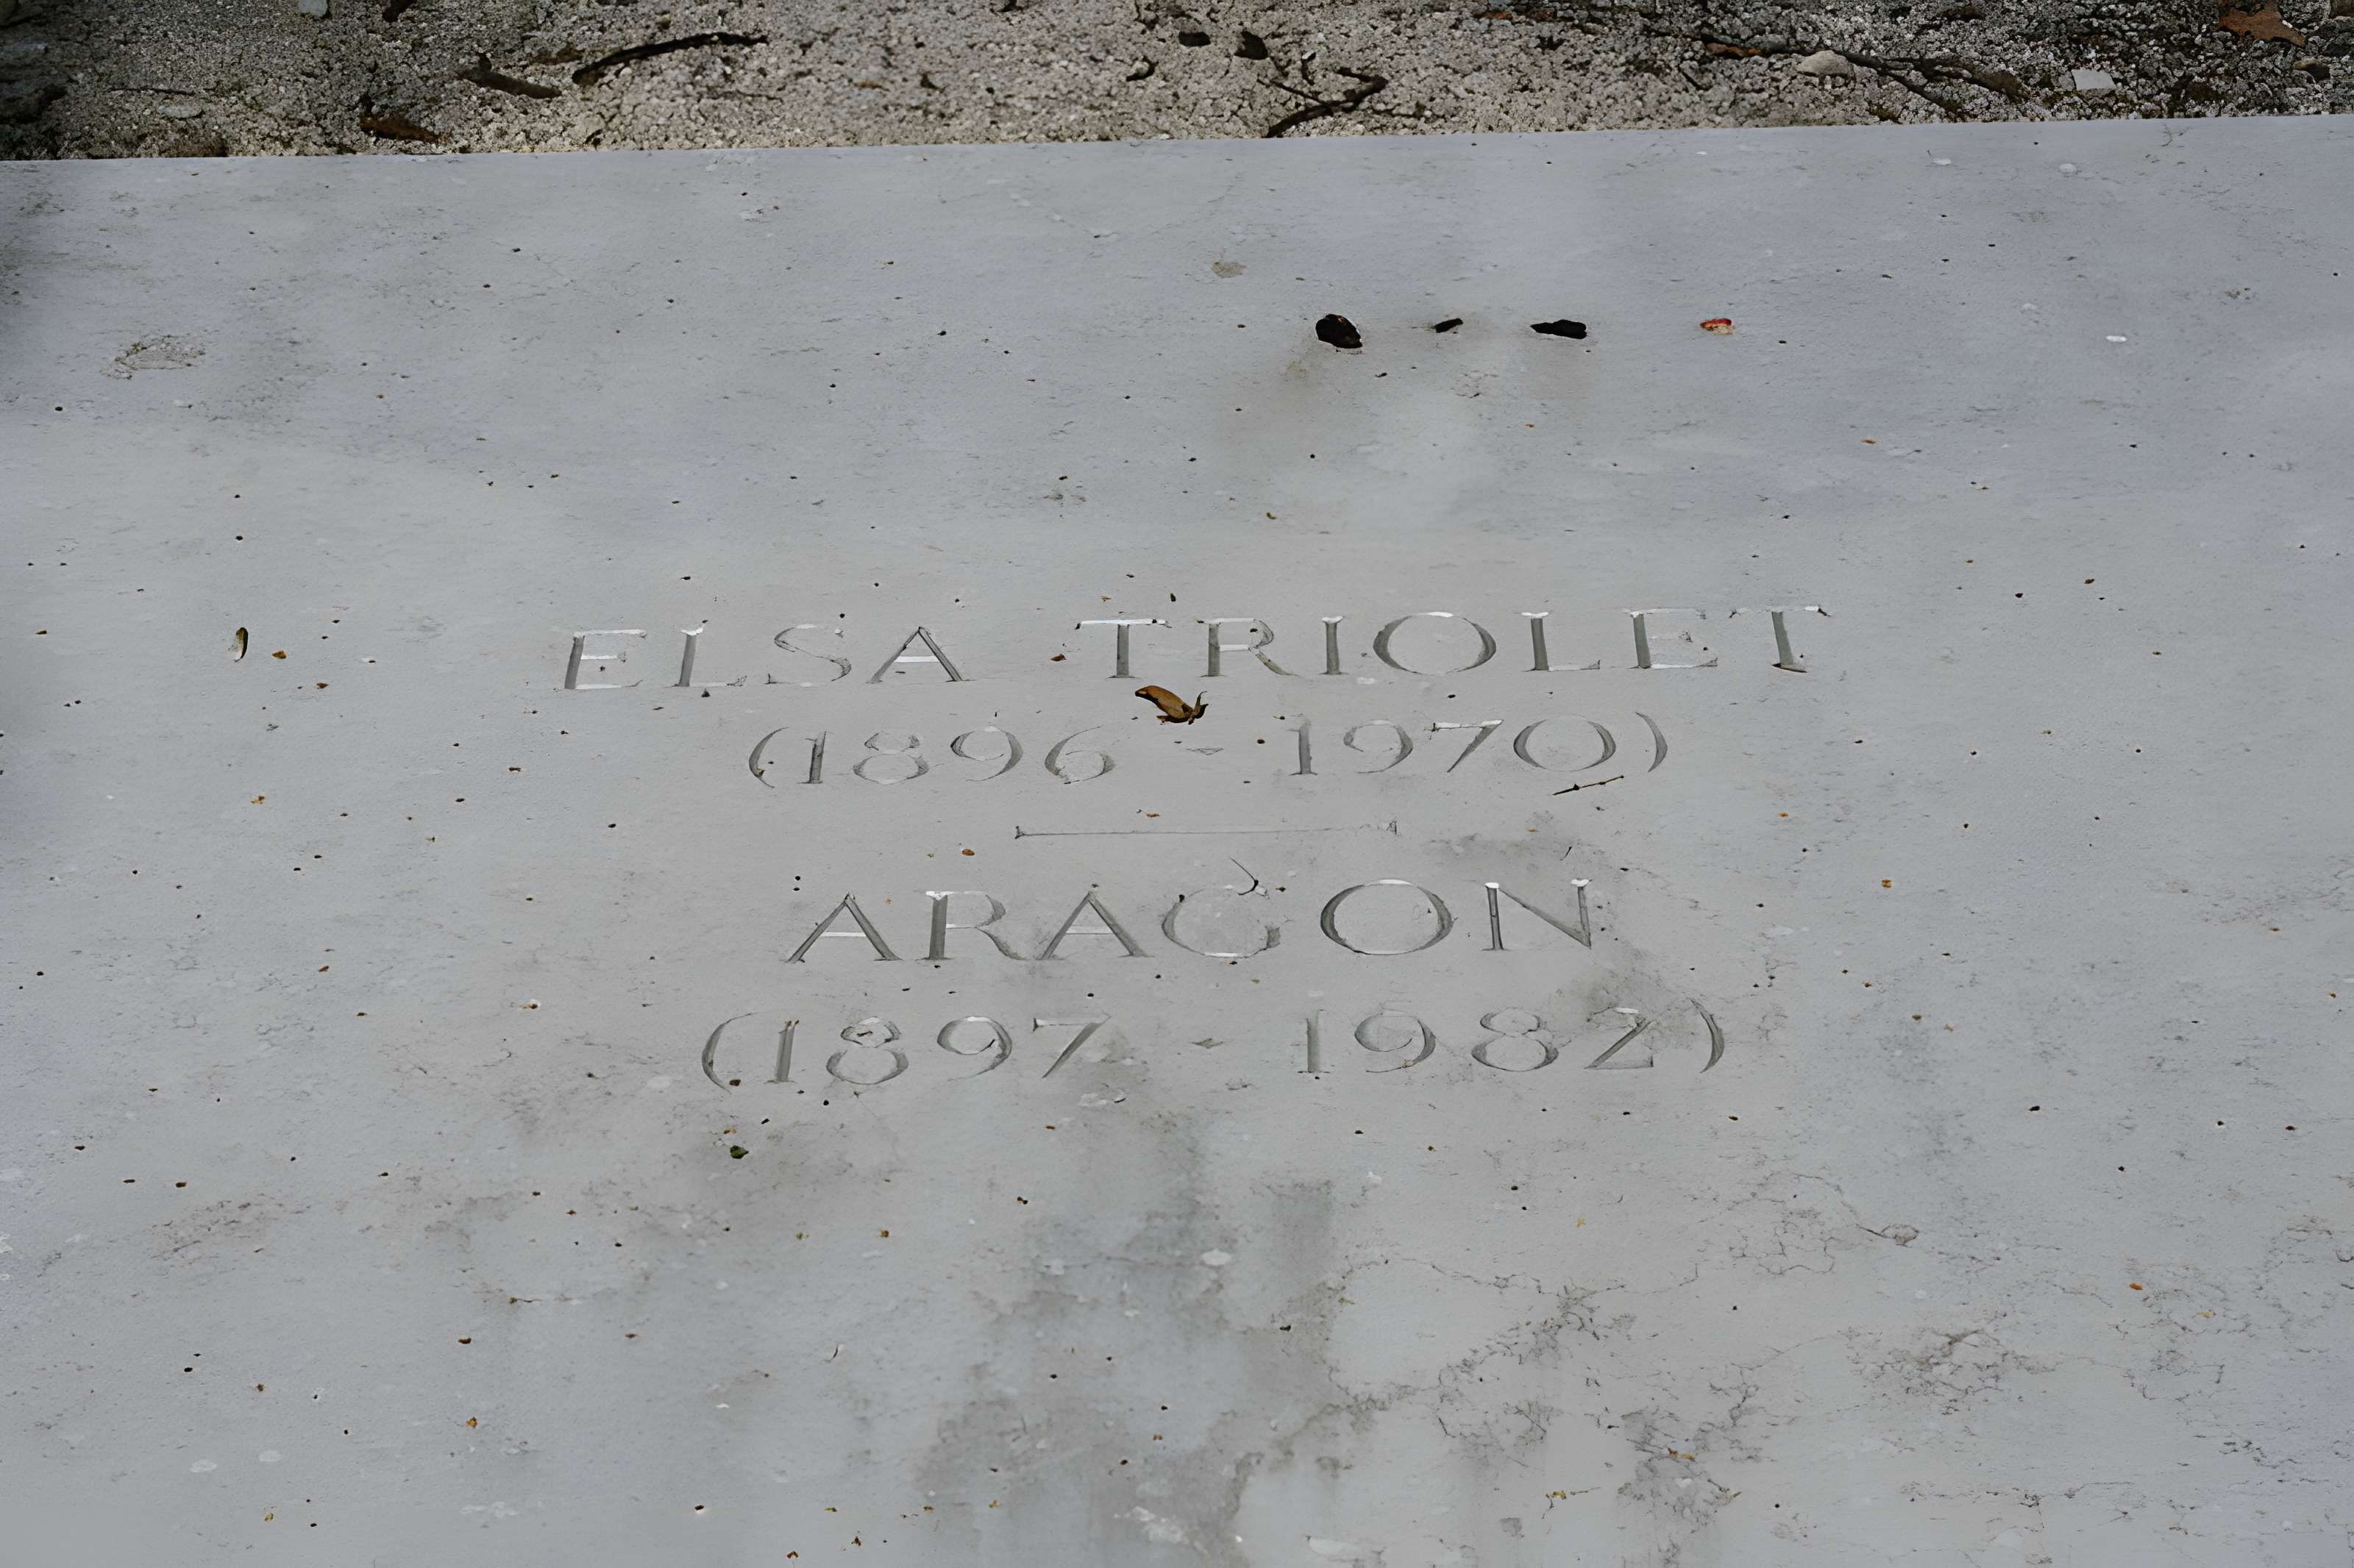 ELSA TRIOLET
(1896 - 1970)
ARAGON
(1897 - 1982)